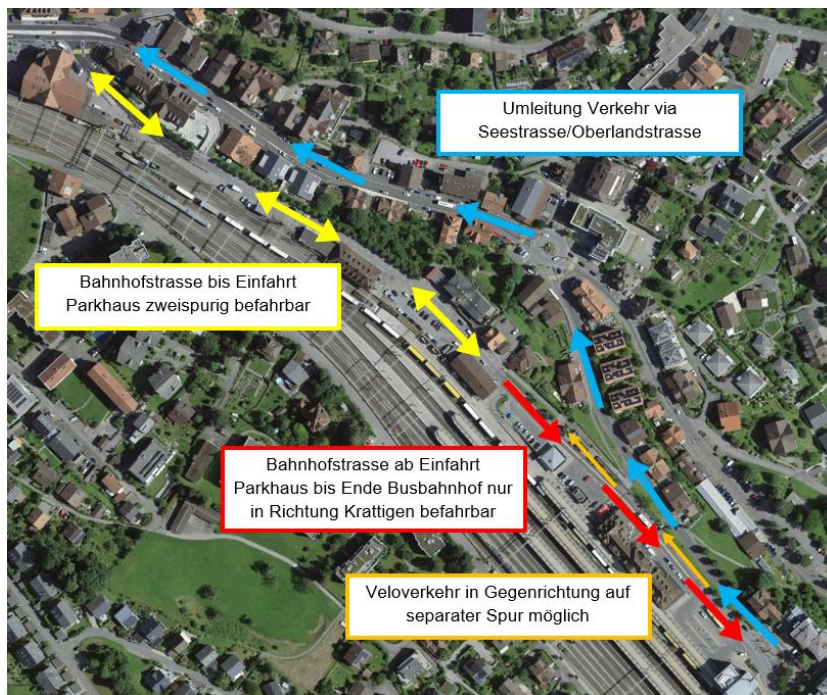 Umleitung Verkehr via
Seestrasse/Oberlandstrasse
Bahnhofstrasse bis Einfahrt
Parkhaus zweispurig befahrbar
Bahnhofstrasse ab Einfahrt
Parkhaus bis Ende Busbahnhof nur
in Richtung Krattigen befahrbar
Veloverkehr in Gegenrichtung auf
separater Spur möglich